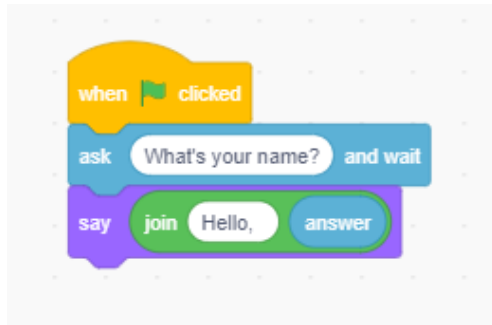 when clicked
ask What's your name? and wait
say join Hello, answer